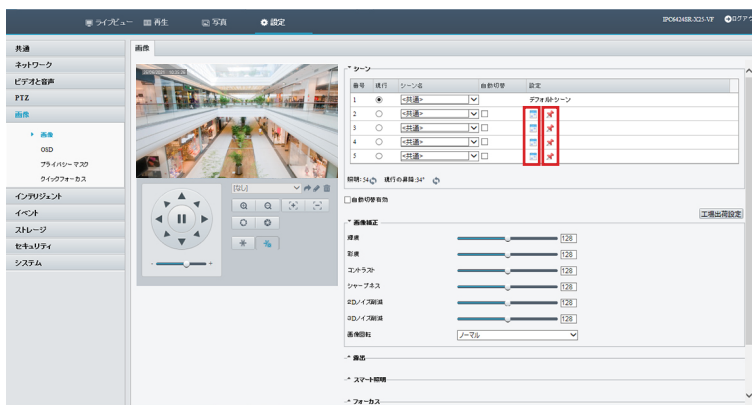 ライブビュー 再生 写真 設定 IPC6424SR-X25-VF
共通
ネットワーク
ビデオと音声
PTZ
画像
画像
OSD
プライバシーマスク
クイックフォーカス
インテリジェント
イベント
ストレージ
セキュリティ
システム
画像
[なし]
シーン
番号 現行 シーン名 自動切替 設定
1 <共通> デフォルトシーン
2 <共通>
3 <共通>
4 <共通>
5 <共通>
照明:54 現行の昇降:34°
自動切替有効
工場出荷設定
画像補正
輝度 128
彩度 128
コントラスト 128
シャープネス 128
2Dノイズ削減 128
3Dノイズ削減 128
画像回転 ノーマル
露出
スマート照明
フォーカス